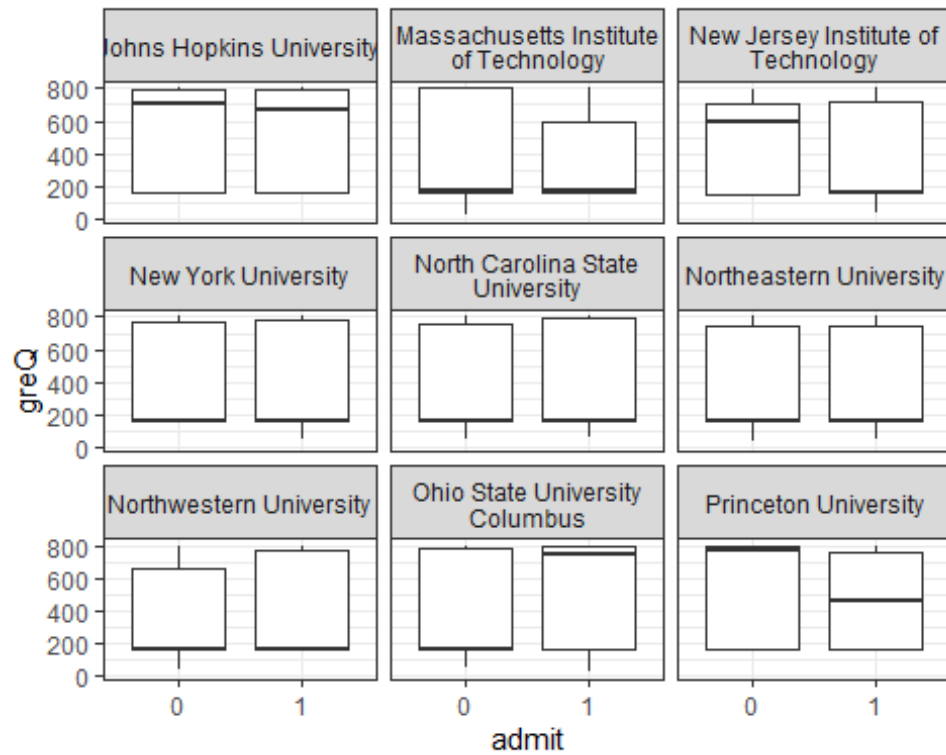 Johns Hopkins University
Massachusetts Institute
of Technology
New Jersey Institute of
Technology
800
600
400
200
0
New York University
North Carolina State
University
Northeastern University
800
600
400
200
0
greQ
Northwestern University
Ohio State University
Columbus
Princeton University
800
600
400
200
0
0 1
0 1
0 1
admit